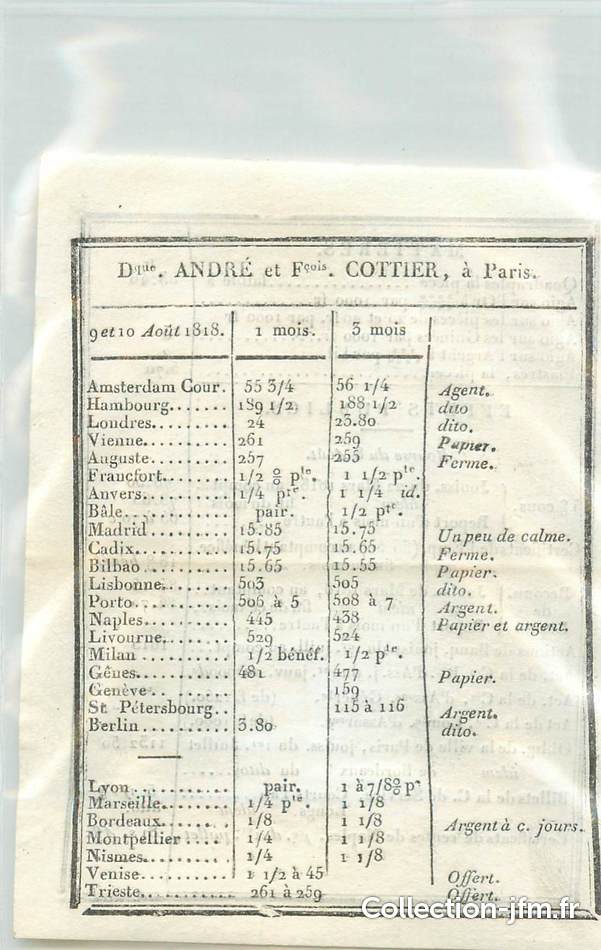 Dque. ANDRÉ et Fçois. COTTIER, à Paris.
9 et 10 Août 1818. 1 mois. 3 mois
Amsterdam Cour. 55 3/4 56 1/4 Agent.
Hambourg....... 189 1/2 188 1/2 dito
Londres......... 24 23.80 dito.
Vienne.......... 261 259 Papier.
Auguste......... 257 255 Ferme.
Francfort....... 1/2 % pte. 1 1/2 pte.
Anvers.......... 1/4 pte. 1 1/4 id.
Bâle............ pair. 1/2 pte.
Madrid.......... 15.85 15.75 Un peu de calme.
Cadix........... 15.75 15.65 Ferme.
Bilbao.......... 15.65 15.55 Papier.
Lisbonne........ 503 505 dito.
Porto........... 506 à 5 508 à 7 Argent.
Naples.......... 445 438 Papier et argent.
Livourne........ 529 524
Milan........... 1/2 bénéf. 1/2 pte.
Gênes........... 481 477 Papier.
Genève.......... 159
St Pétersbourg.. 115 à 116 Argent.
Berlin.......... 3.80 dito.
Lyon............ pair. 1 à 7/8 % pe
Marseille....... 1/4 pte. 1 1/8
Bordeaux........ 1/8 1 1/8 Argent à c. jours.
Montpellier .... 1/4 1 1/8
Nismes.......... 1/4 1 1/8
Venise.......... 1 1/2 à 45 Offert.
Trieste........... 261 à 259 Offert.
Collection-jfm.fr